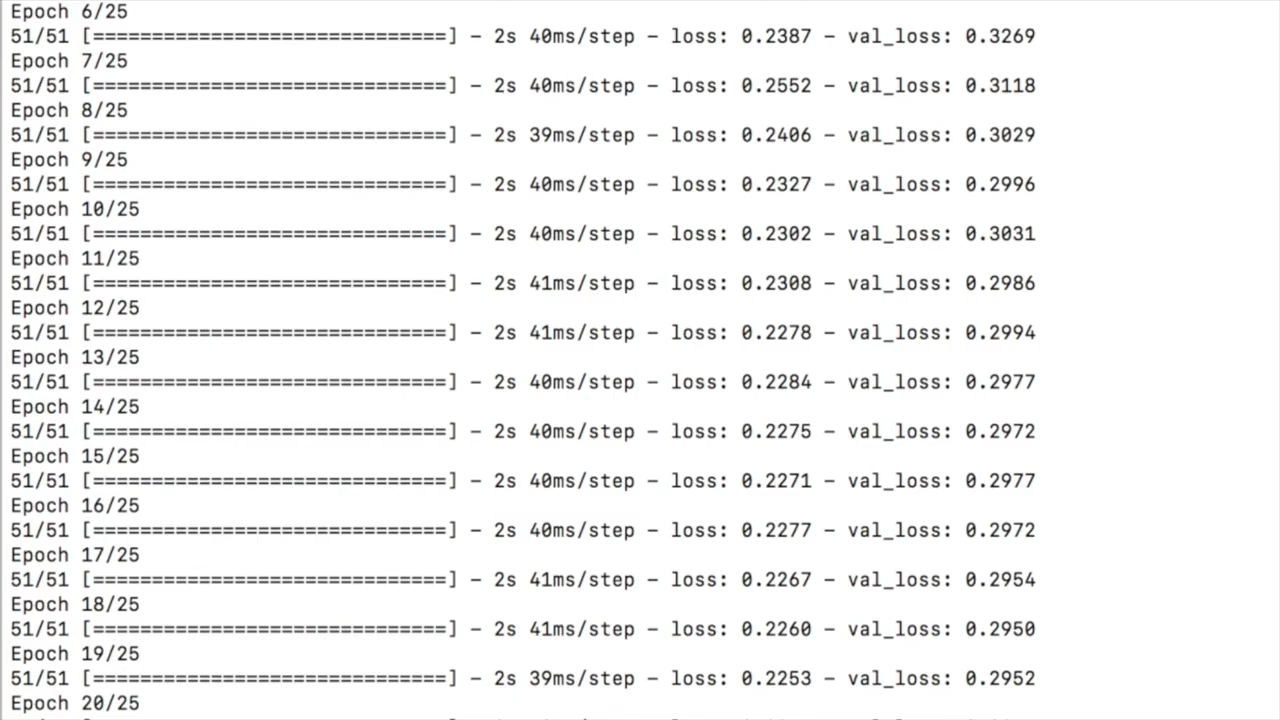 Epoch 6/25
51/51 [==============================] - 2s 40ms/step - loss: 0.2387 - val_loss: 0.3269
Epoch 7/25
51/51 [==============================] - 2s 40ms/step - loss: 0.2552 - val_loss: 0.3118
Epoch 8/25
51/51 [==============================] - 2s 39ms/step - loss: 0.2406 - val_loss: 0.3029
Epoch 9/25
51/51 [==============================] - 2s 40ms/step - loss: 0.2327 - val_loss: 0.2996
Epoch 10/25
51/51 [==============================] - 2s 40ms/step - loss: 0.2302 - val_loss: 0.3031
Epoch 11/25
51/51 [==============================] - 2s 41ms/step - loss: 0.2308 - val_loss: 0.2986
Epoch 12/25
51/51 [==============================] - 2s 41ms/step - loss: 0.2278 - val_loss: 0.2994
Epoch 13/25
51/51 [==============================] - 2s 40ms/step - loss: 0.2284 - val_loss: 0.2977
Epoch 14/25
51/51 [==============================] - 2s 40ms/step - loss: 0.2275 - val_loss: 0.2972
Epoch 15/25
51/51 [==============================] - 2s 40ms/step - loss: 0.2271 - val_loss: 0.2977
Epoch 16/25
51/51 [==============================] - 2s 40ms/step - loss: 0.2277 - val_loss: 0.2972
Epoch 17/25
51/51 [==============================] - 2s 41ms/step - loss: 0.2267 - val_loss: 0.2954
Epoch 18/25
51/51 [==============================] - 2s 41ms/step - loss: 0.2260 - val_loss: 0.2950
Epoch 19/25
51/51 [==============================] - 2s 39ms/step - loss: 0.2253 - val_loss: 0.2952
Epoch 20/25